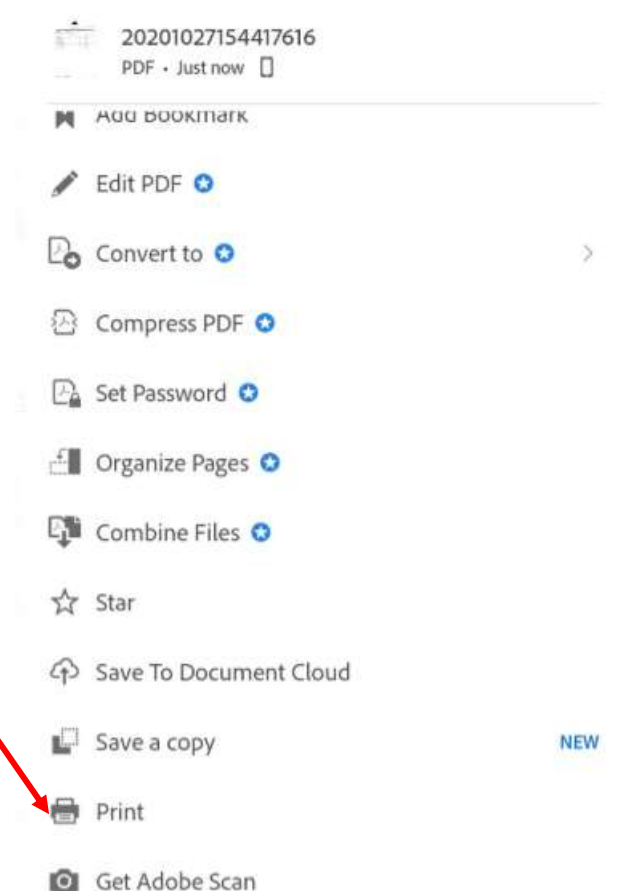 20201027154417616
PDF • Just now
Add Bookmark
Edit PDF
Convert to
Compress PDF
Set Password
Organize Pages
Combine Files
Star
Save To Document Cloud
Save a copy NEW
Print
Get Adobe Scan